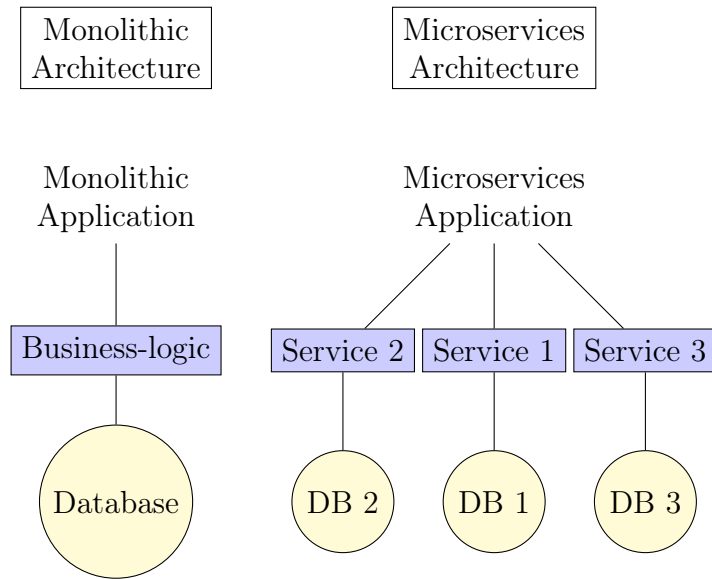 Monolithic
Architecture
Microservices
Architecture
Monolithic
Application
Microservices
Application
Business-logic
Service 2
Service 1
Service 3
Database
DB 2
DB 1
DB 3